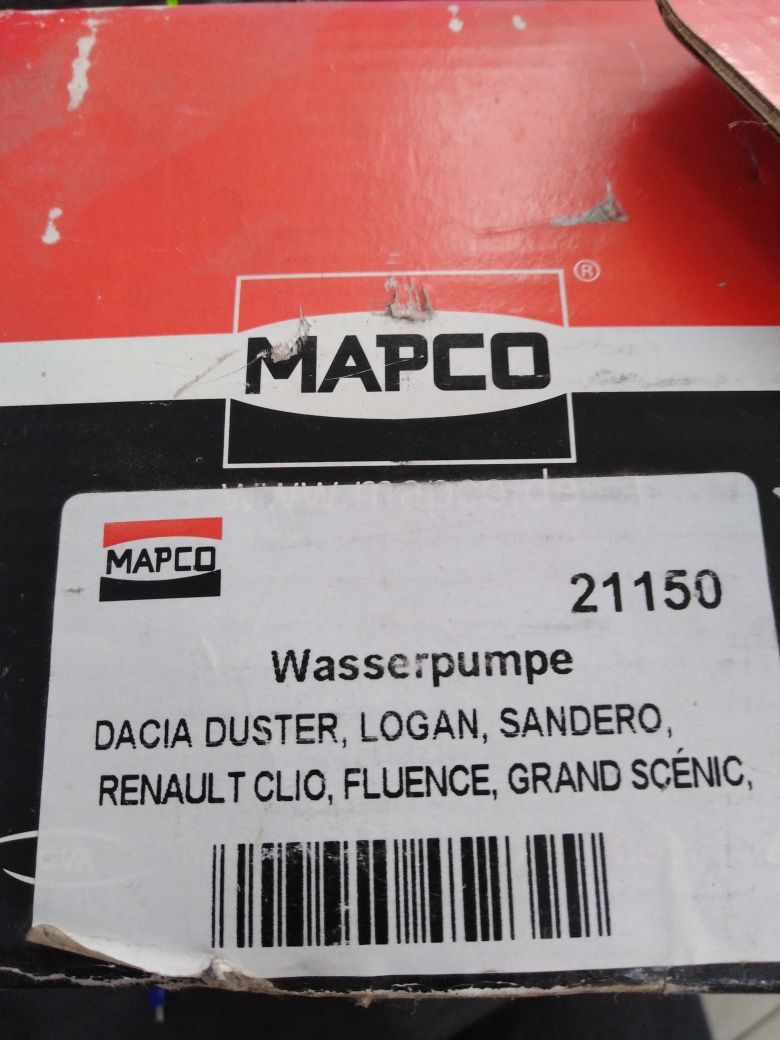 ®
MAPCO
MAPCO
21150
Wasserpumpe
DACIA DUSTER, LOGAN, SANDERO,
RENAULT CLIO, FLUENCE, GRAND SCÉNIC,